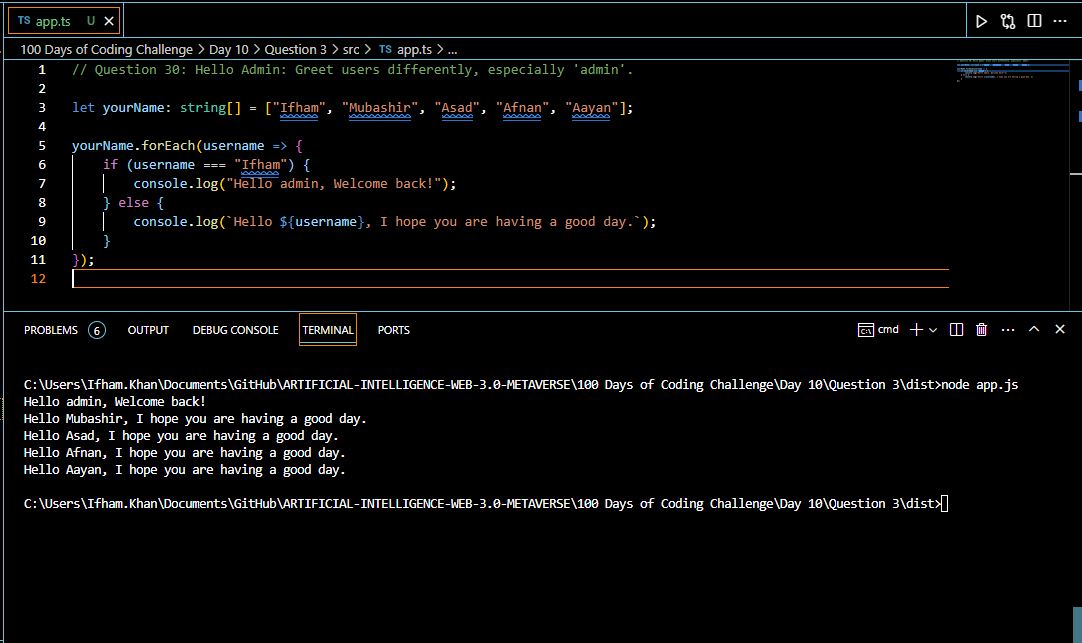 TS app.ts U
100 Days of Coding Challenge > Day 10 > Question 3 > src > TS app.ts > ...
1 // Question 30: Hello Admin: Greet users differently, especially 'admin'.
2
3 let yourName: string[] = ["Ifham", "Mubashir", "Asad", "Afnan", "Aayan"];
4
5 yourName.forEach(username => {
6 if (username === "Ifham") {
7 console.log("Hello admin, Welcome back!");
8 } else {
9 console.log(`Hello ${username}, I hope you are having a good day.`);
10 }
11 });
12
PROBLEMS 6 OUTPUT DEBUG CONSOLE TERMINAL PORTS cmd
C:\Users\Ifham.Khan\Documents\GitHub\ARTIFICIAL-INTELLIGENCE-WEB-3.0-METAVERSE\100 Days of Coding Challenge\Day 10\Question 3\dist>node app.js
Hello admin, Welcome back!
Hello Mubashir, I hope you are having a good day.
Hello Asad, I hope you are having a good day.
Hello Afnan, I hope you are having a good day.
Hello Aayan, I hope you are having a good day.
C:\Users\Ifham.Khan\Documents\GitHub\ARTIFICIAL-INTELLIGENCE-WEB-3.0-METAVERSE\100 Days of Coding Challenge\Day 10\Question 3\dist>